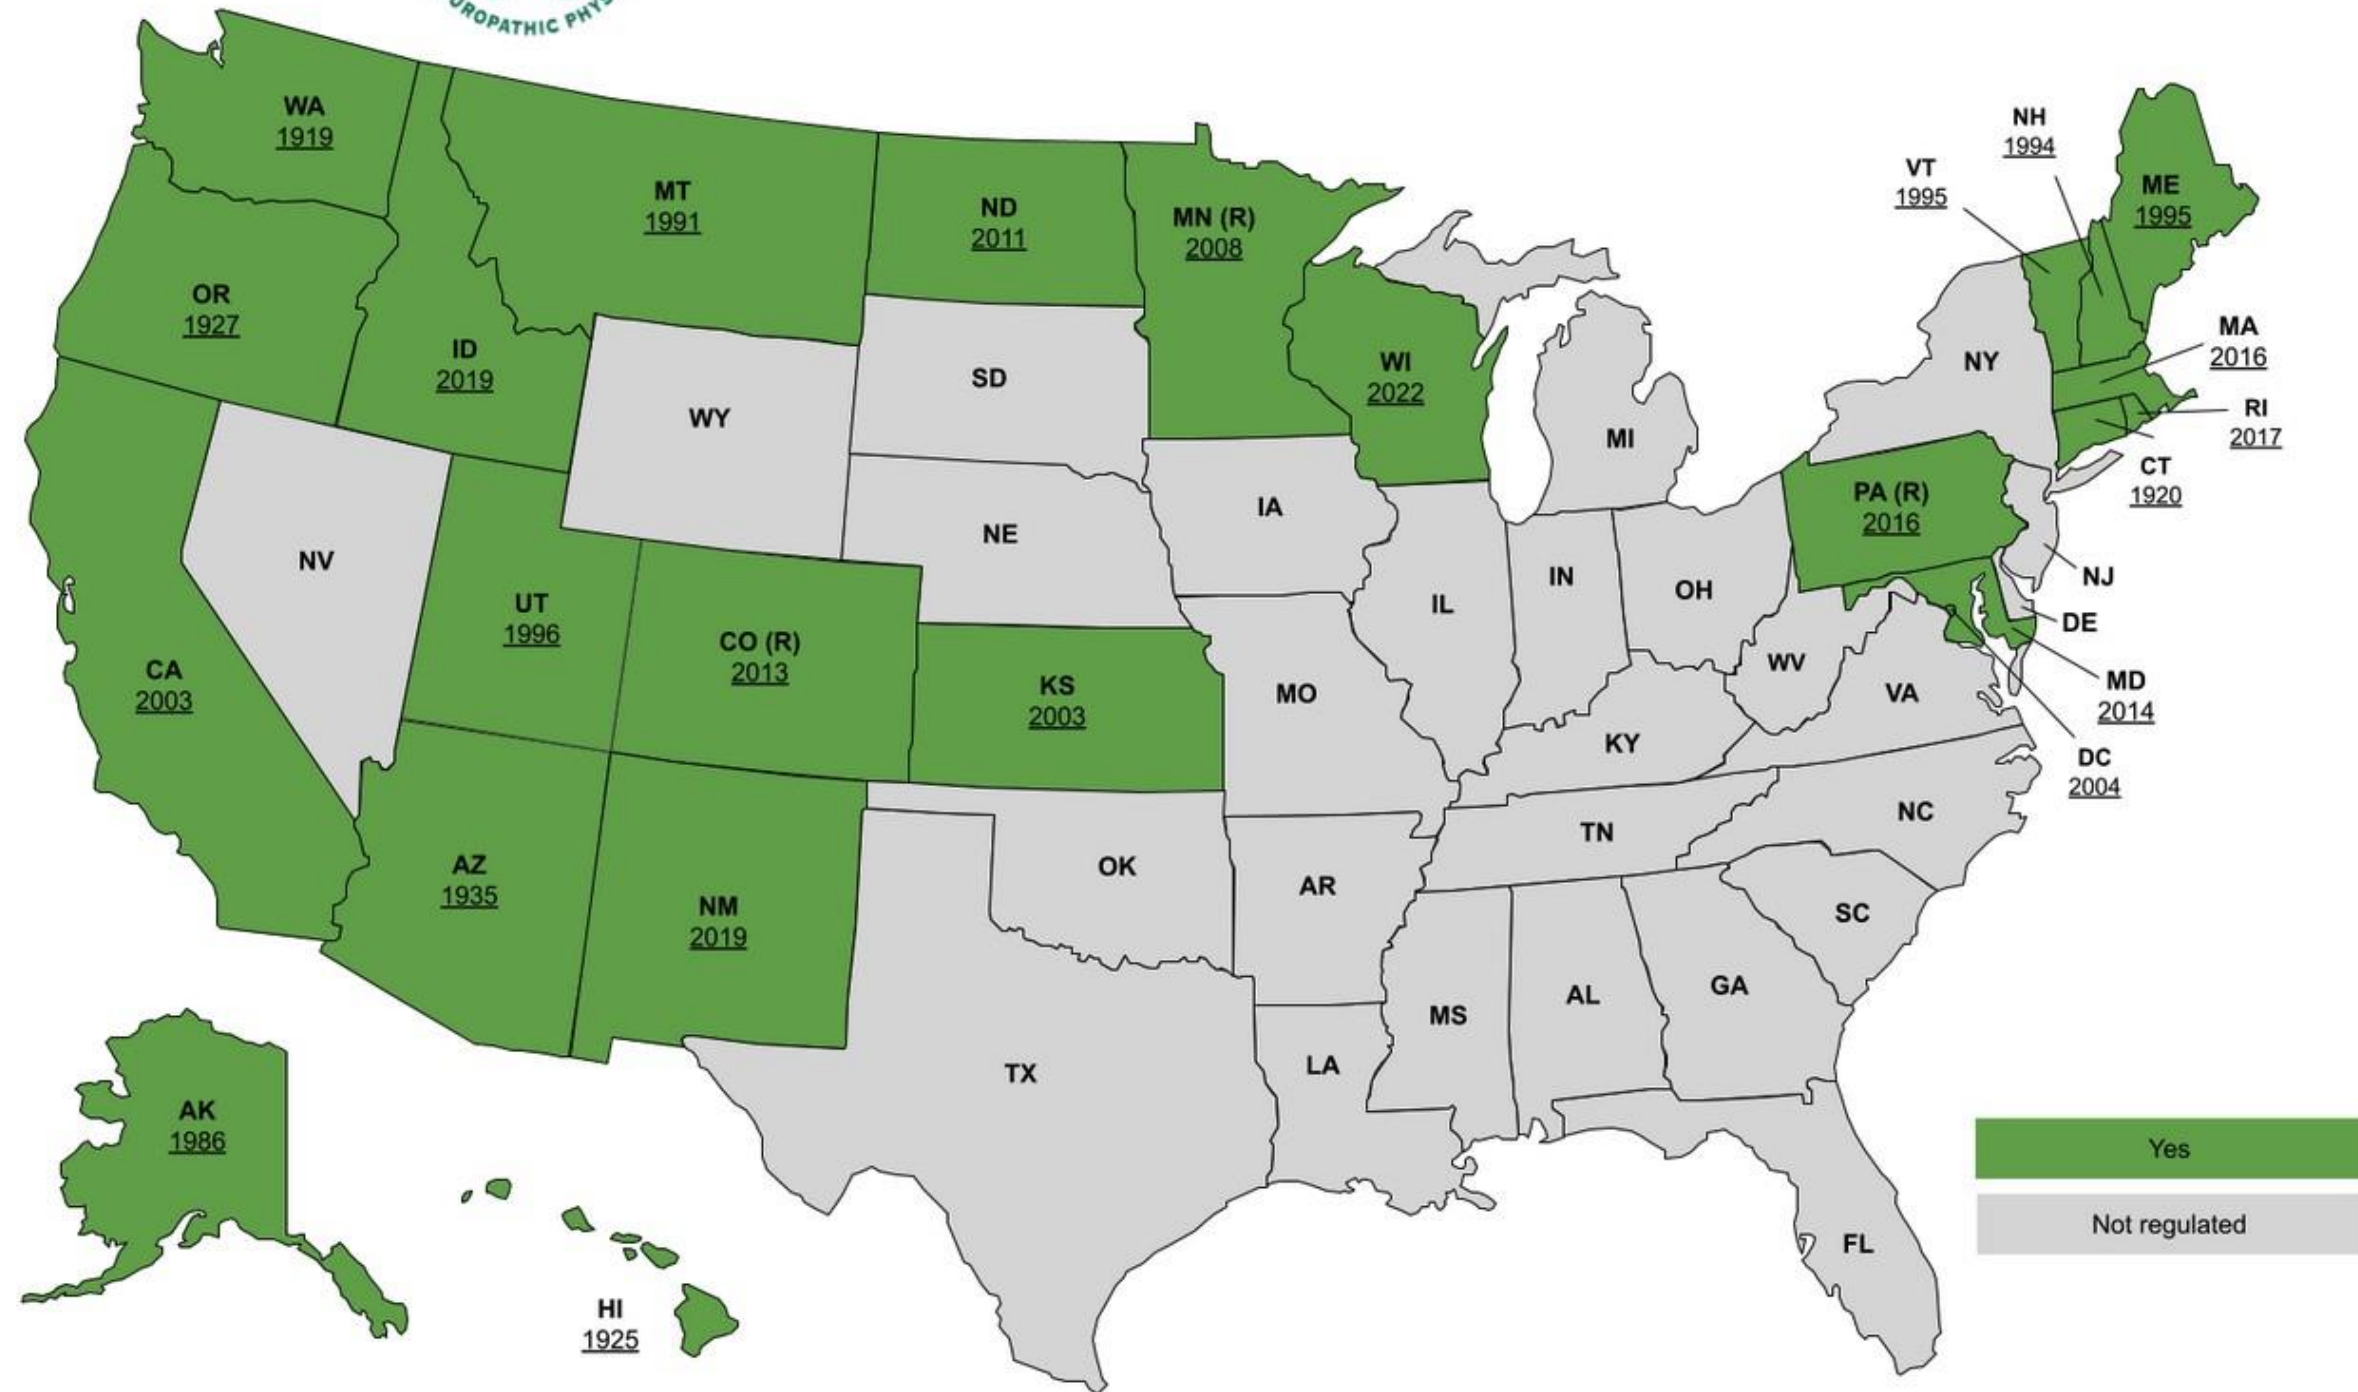 UROPATHIC PHYS
WA
1919
MT
1991
ND
2011
MN (R)
2008
NH
1994
VT
1995
ME
1995
OR
1927
ID
2019
WY
SD
WI
2022
MI
NY
MA
2016
RI
2017
CT
1920
PA (R)
2016
NJ
DE
MD
2014
DC
2004
NV
UT
1996
CO (R)
2013
NE
IA
IL
IN
OH
WV
VA
CA
2003
KS
2003
MO
KY
TN
NC
AZ
1935
NM
2019
OK
AR
SC
TX
LA
MS
AL
GA
FL
AK
1986
HI
1925
Yes
Not regulated